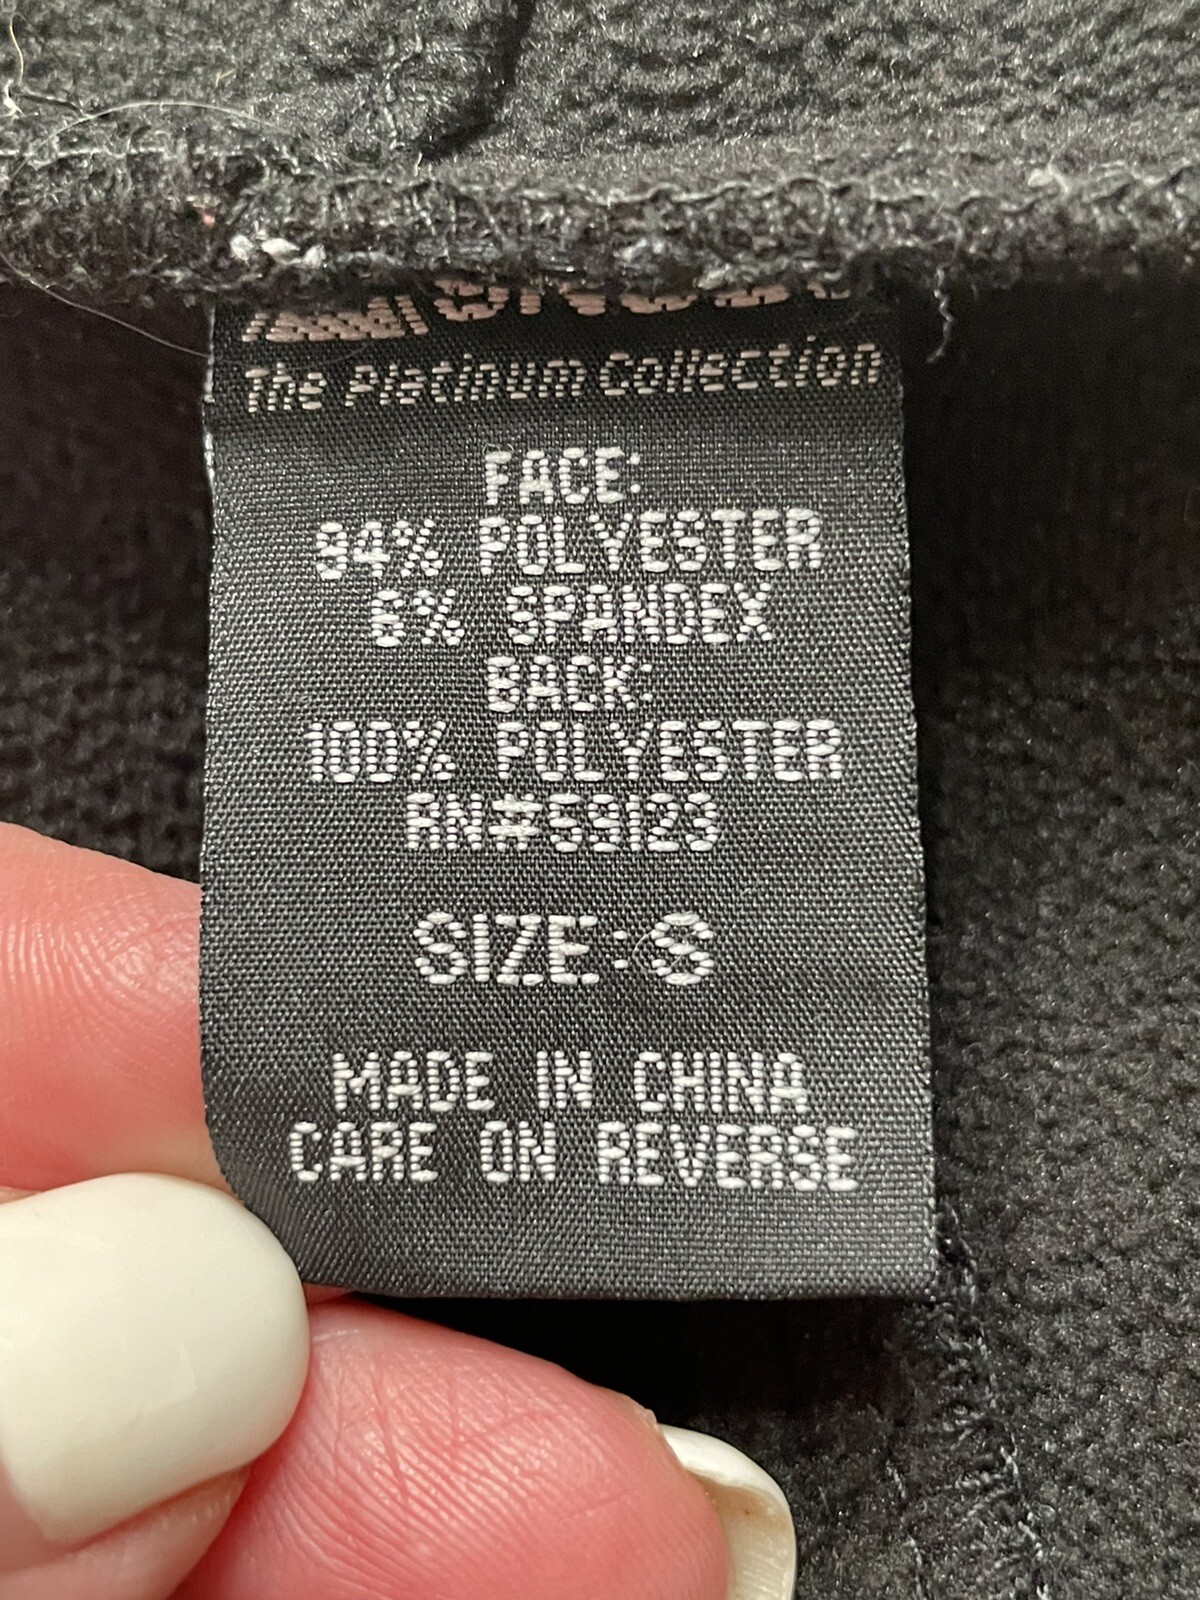 The Platinum Collection
FACE:
94% POLYESTER
6% SPANDEX
BACK:
100% POLYESTER
RN#59123
SIZE:S
MADE IN CHINA
CARE ON REVERSE